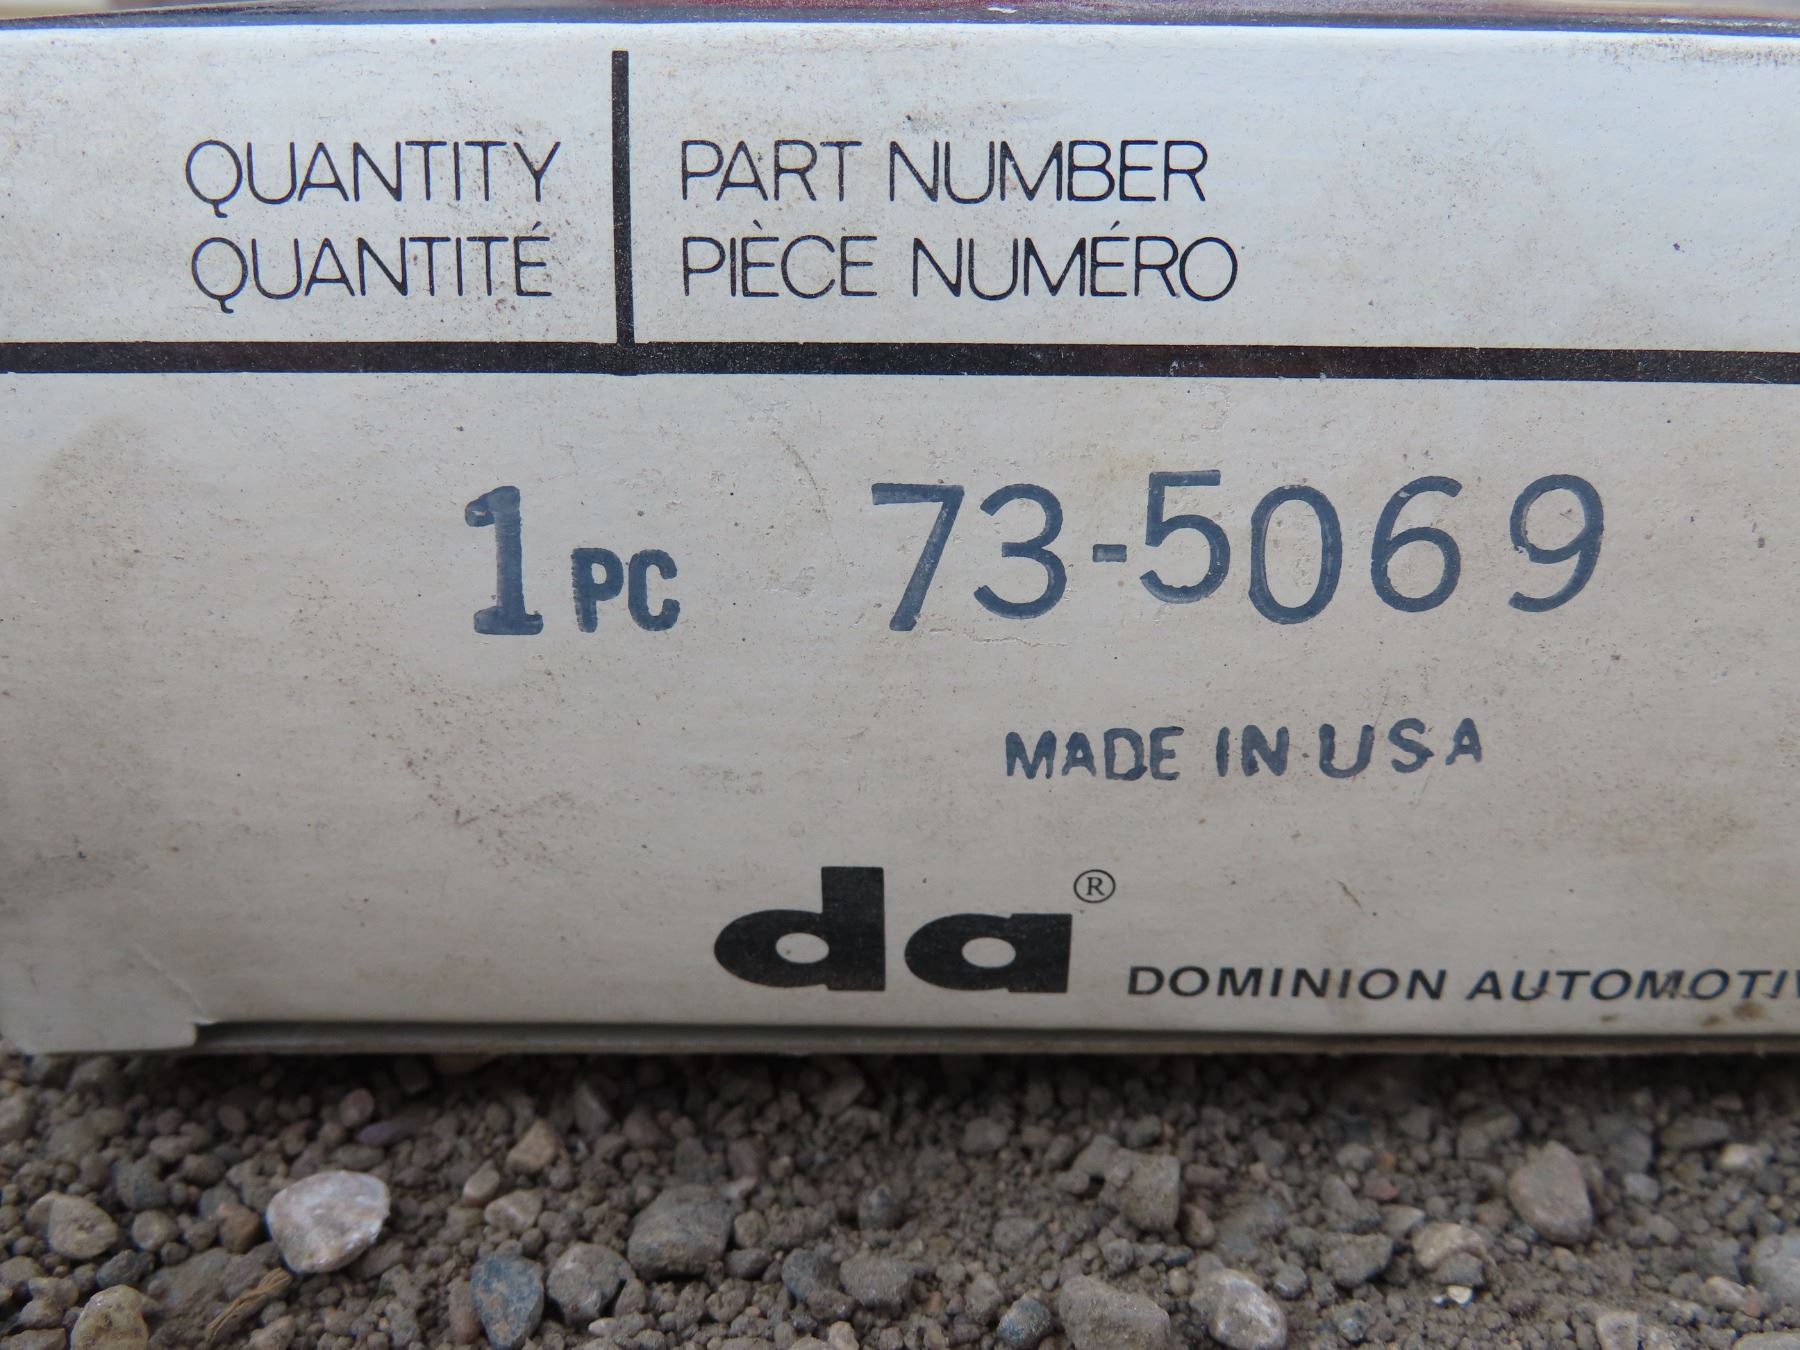 QUANTITY PART NUMBER
QUANTITÉ PIÈCE NUMÉRO
1 PC 73-5069
MADE IN USA
da® DOMINION AUTOMOTIV